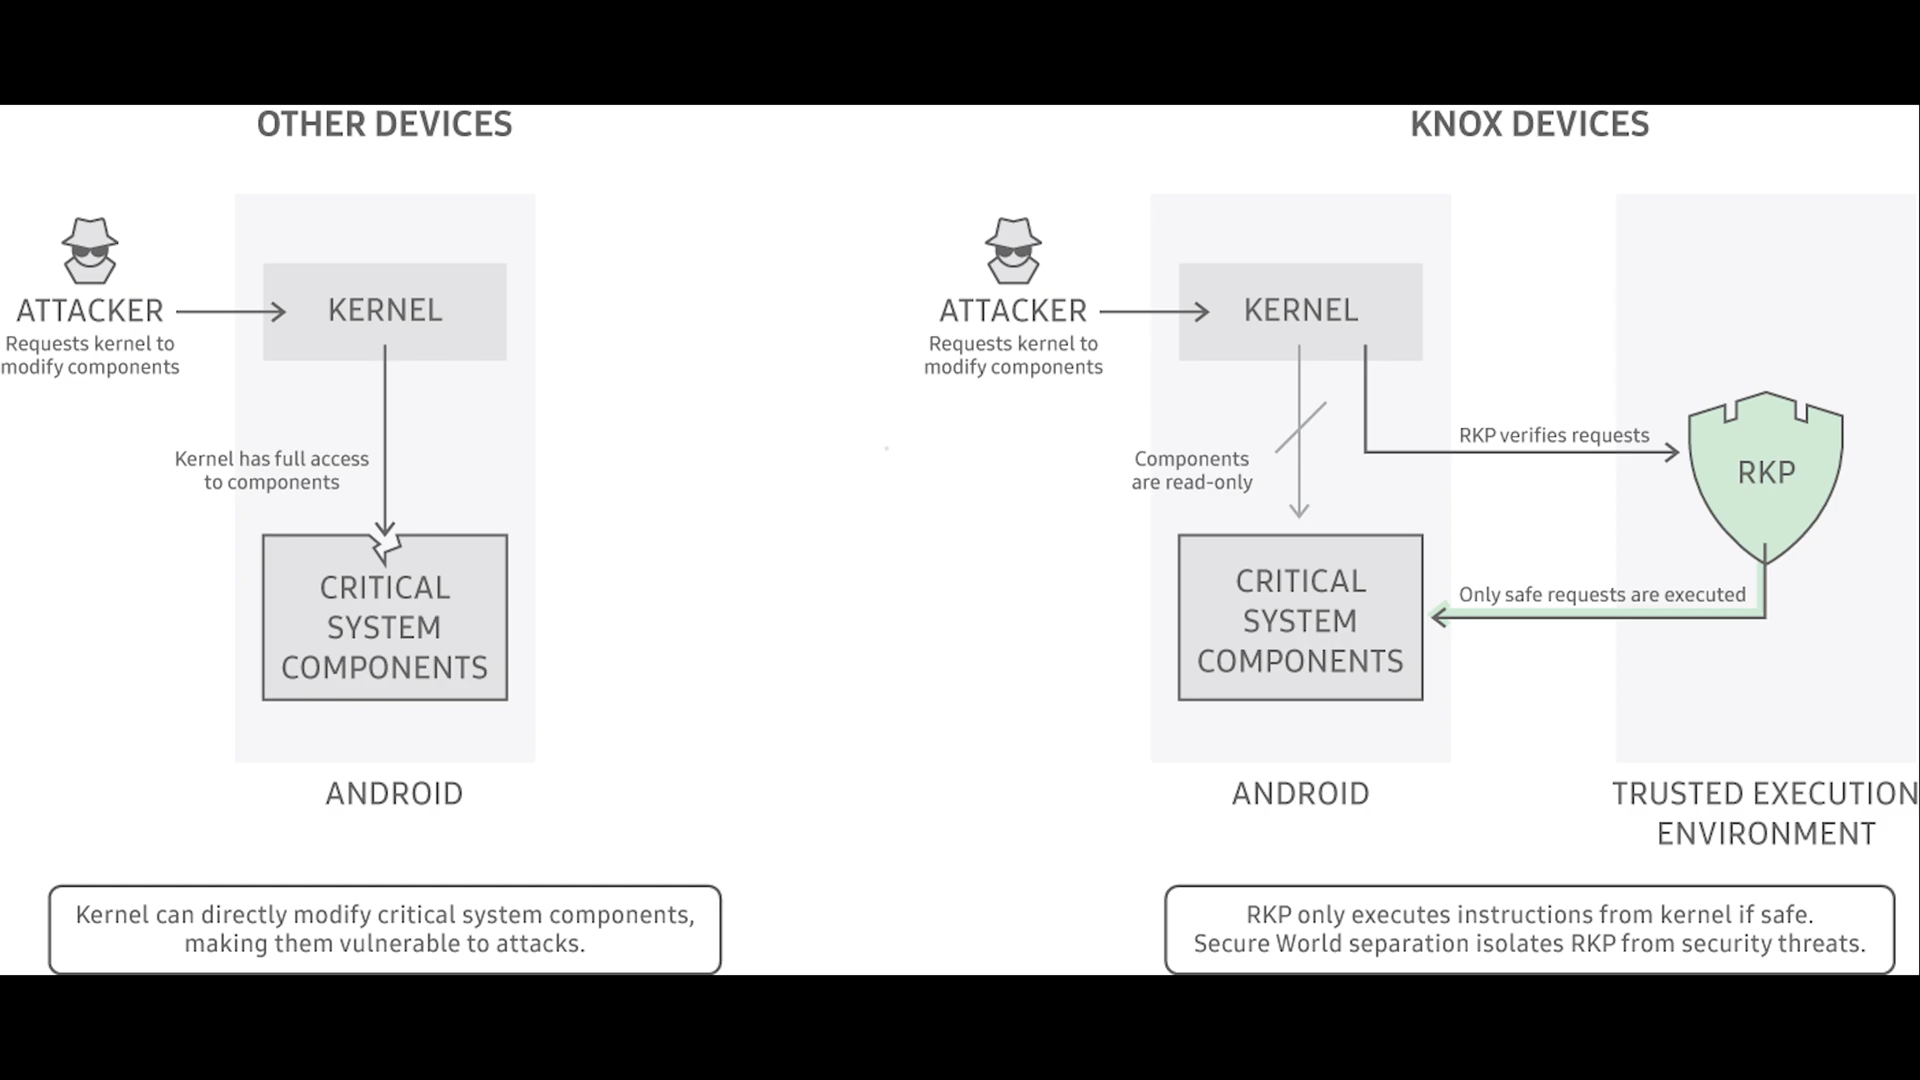 OTHER DEVICES
ATTACKER
Requests kernel to
modify components
KERNEL
Kernel has full access
to components
CRITICAL
SYSTEM
COMPONENTS
ANDROID
Kernel can directly modify critical system components,
making them vulnerable to attacks.
KNOX DEVICES
ATTACKER
Requests kernel to
modify components
KERNEL
Components
are read-only
RKP verifies requests
RKP
Only safe requests are executed
CRITICAL
SYSTEM
COMPONENTS
ANDROID
TRUSTED EXECUTION
ENVIRONMENT
RKP only executes instructions from kernel if safe.
Secure World separation isolates RKP from security threats.